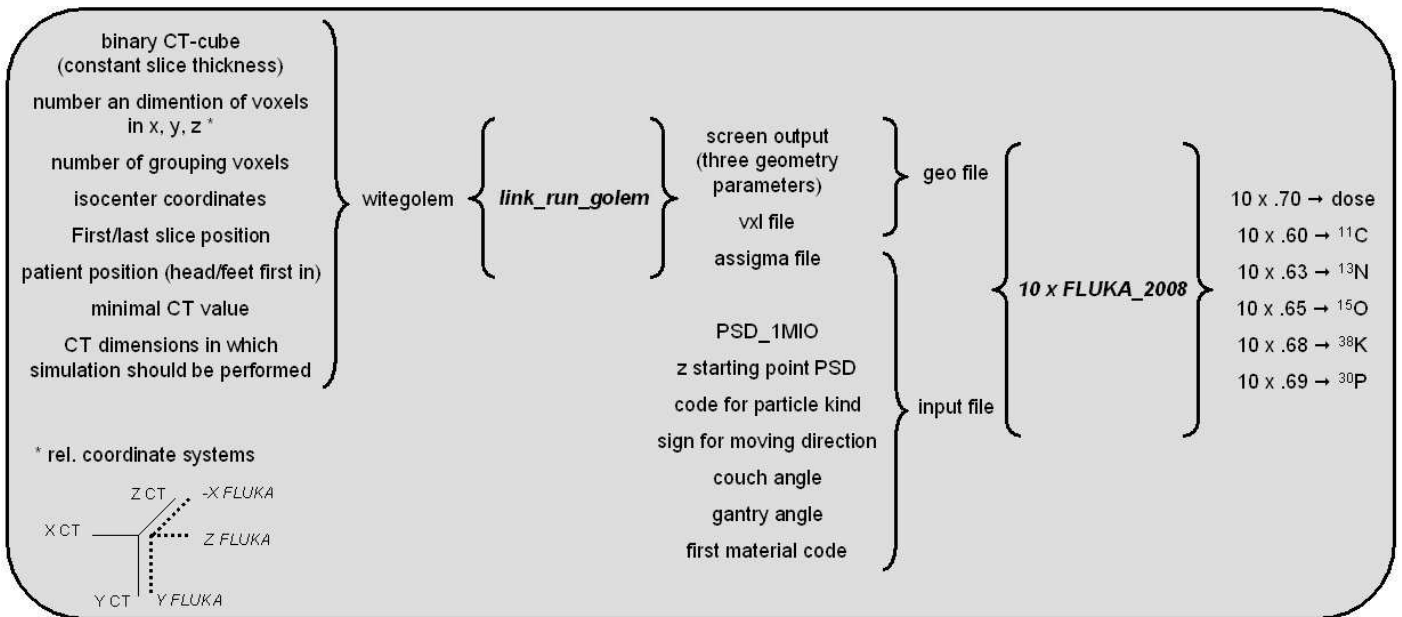 binary CT-cube
(constant slice thickness)
number an dimention of voxels
in x, y, z *
number of grouping voxels
isocenter coordinates
First/last slice position
patient position (head/feet first in)
minimal CT value
CT dimensions in which
simulation should be performed
witegolem
link_run_golem
screen output
(three geometry
parameters)
vxl file
assigma file
PSD_1MIO
z starting point PSD
code for particle kind
sign for moving direction
couch angle
gantry angle
first material code
geo file
input file
10 x FLUKA_2008
10 x .70 → dose
10 x .60 → ¹¹C
10 x .63 → ¹³N
10 x .65 → ¹⁵O
10 x .68 → ³⁸K
10 x .69 → ³⁰P
* rel. coordinate systems
Z CT
-X FLUKA
X CT
Z FLUKA
Y CT
Y FLUKA